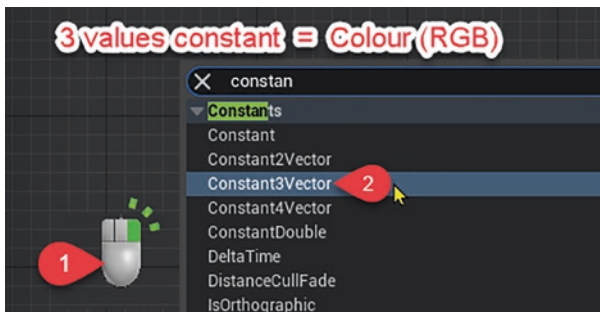 3 values constant = Colour (RGB)
constan
Constants
Constant
Constant2Vector
Constant3Vector 2
Constant4Vector
ConstantDouble
1
DeltaTime
DistanceCullFade
IsOrthographic